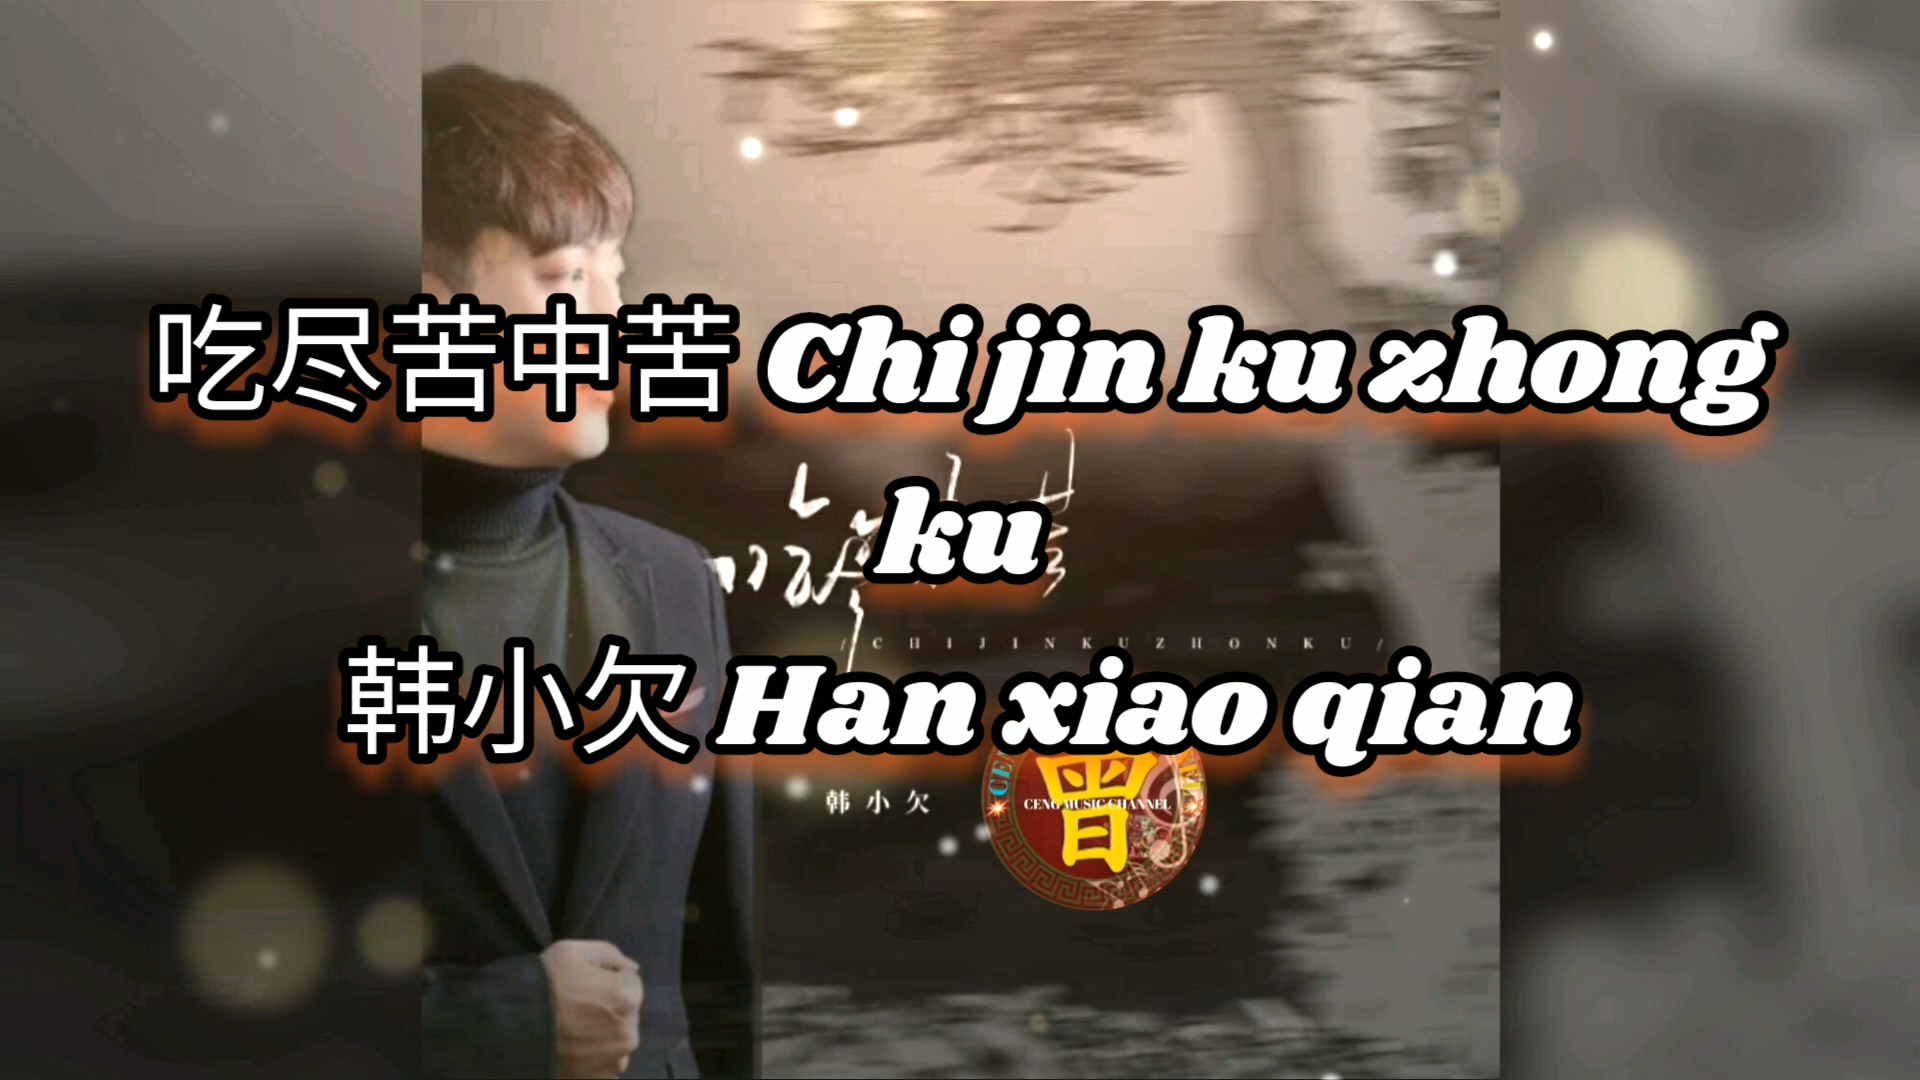 吃尽苦中苦 Chi jin ku zhong
ku
/ C H I J I N K U Z H O N K U /
韩小欠 Han xiao qian
韩小欠
曾
CENG MUSIC CHANNEL